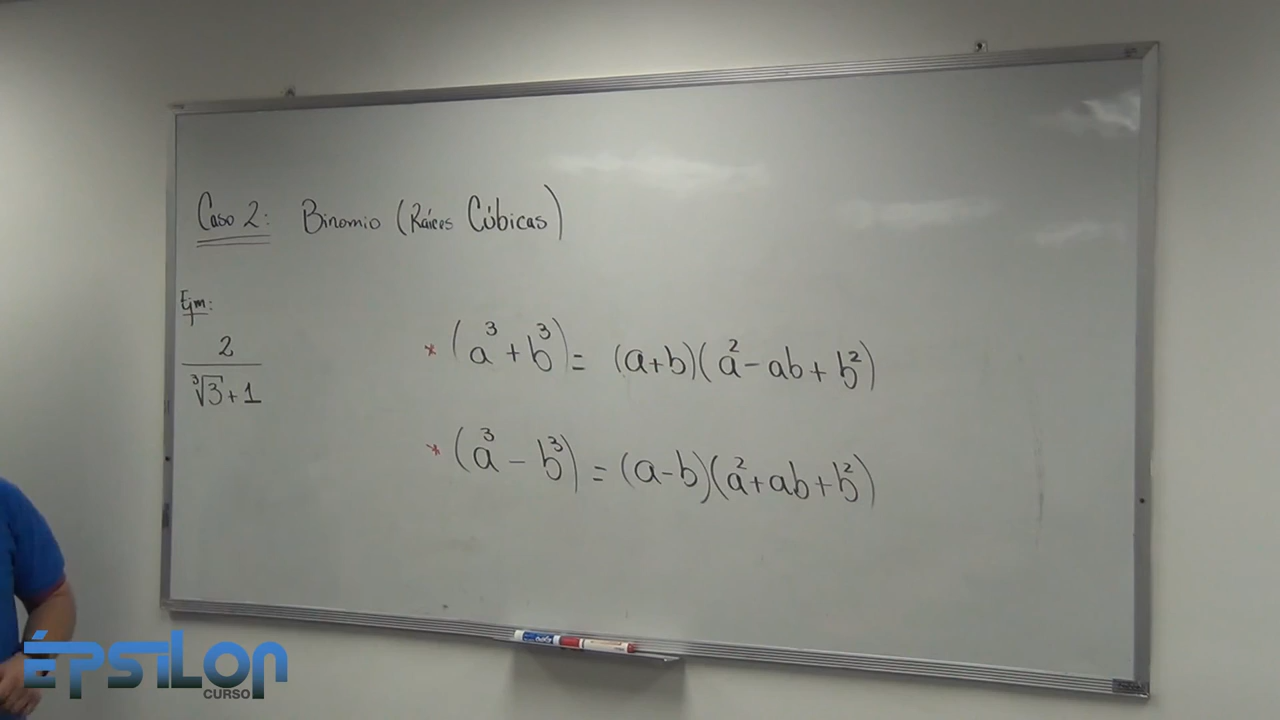 Caso 2: Binomio (Ráices Cúbicas)
Ejm:
2
∛3 + 1
* (a³ + b³) = (a+b)(a² - ab + b²)
* (a³ - b³) = (a-b)(a² + ab + b²)
ÉPSILON
CURSO